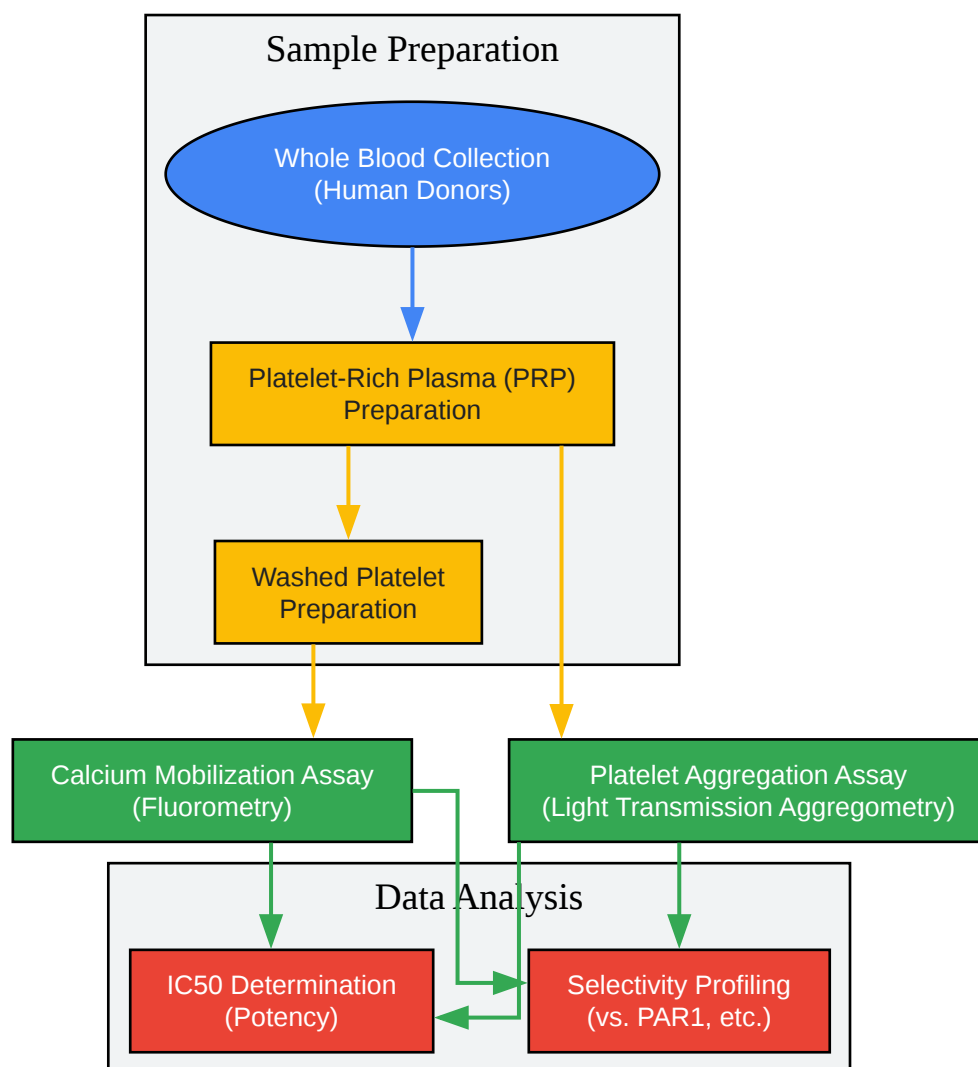 Sample Preparation
Whole Blood Collection
(Human Donors)
Platelet-Rich Plasma (PRP)
Preparation
Washed Platelet
Preparation
Calcium Mobilization Assay
(Fluorometry)
Platelet Aggregation Assay
(Light Transmission Aggregometry)
Data Analysis
IC50 Determination
(Potency)
Selectivity Profiling
(vs. PAR1, etc.)